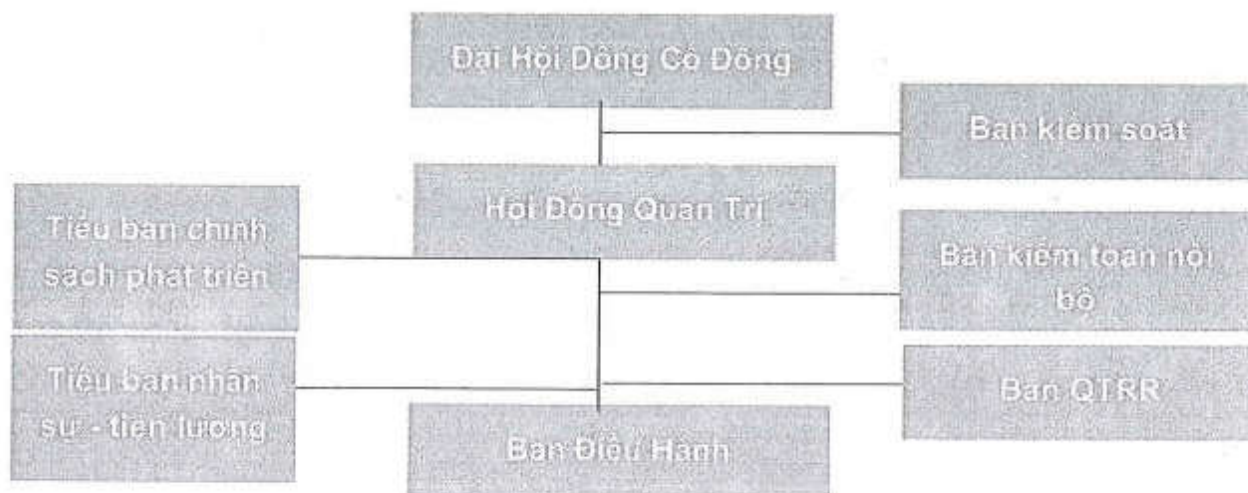 Đại Hội Đồng Cổ Đông
Ban kiểm soát
Hội Đồng Quản Trị
Tiểu ban chính
sách phát triển
Ban kiểm toán nội
bộ
Tiểu ban nhân
sự - tiền lương
Ban QTRR
Ban Điều Hành